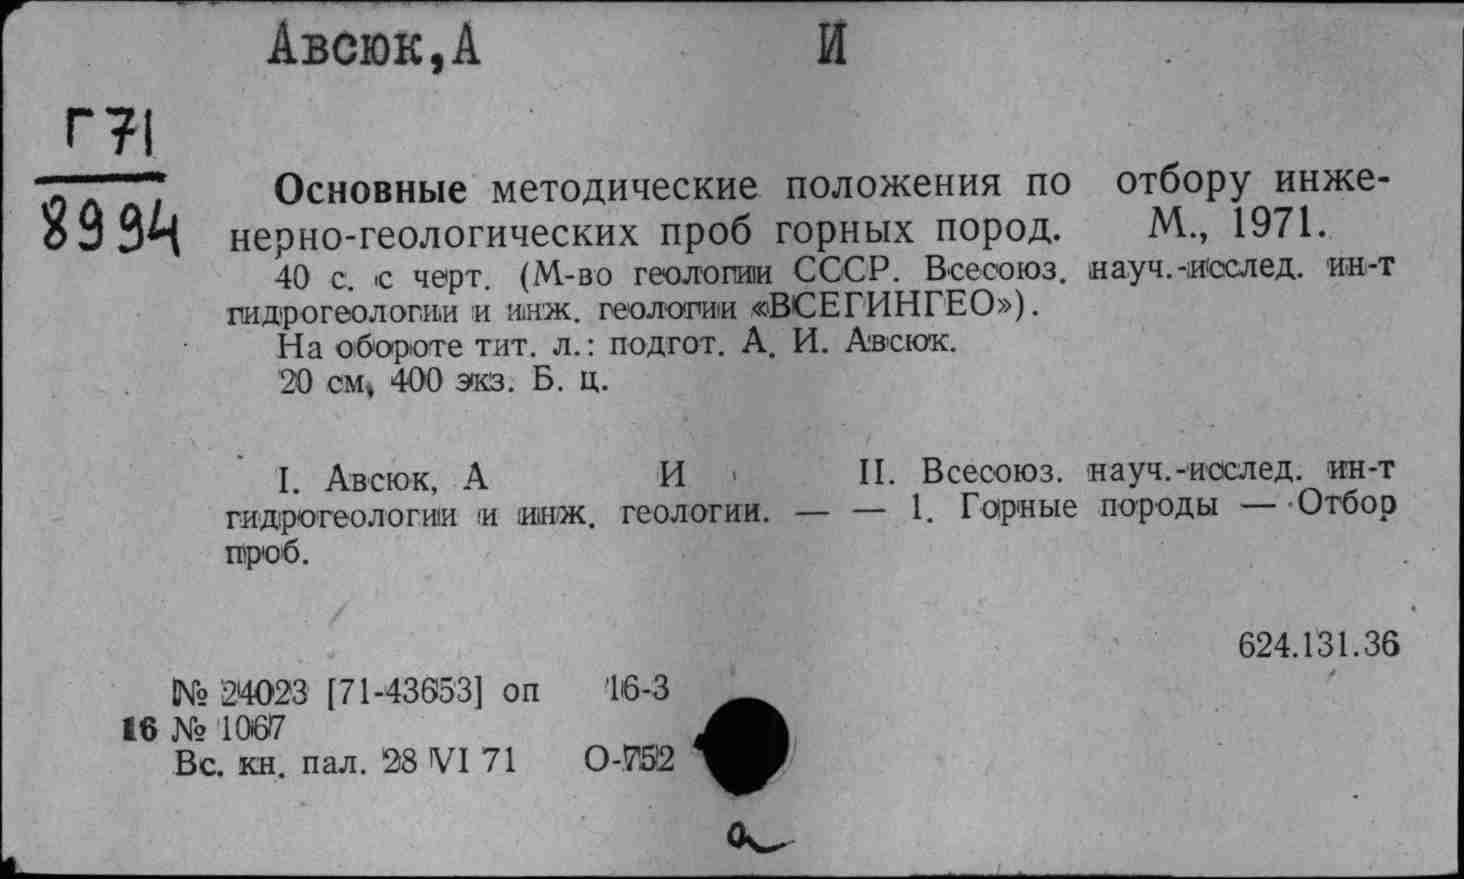 Авсюк,А И
Г71
8994
Основные методические положения по отбору инже-
нерно-геологических проб горных пород. М., 1971.
40 с. с черт. (М-во геологии СССР. Всесоюз. науч.-исслед. ин-т
гидрогеологии и инж. геологии «ВСЕГИНГЕО»).
На обороте тит. л.: подгот. А. И. Авсюк.
20 см, 400 экз. Б. ц.
I. Авсюк, А И II. Всесоюз. науч.-исслед. ин-т
гидрогеологии и инж. геологии. — — 1. Горные породы — Отбор
проб.
624.131.36
№ 24023 [71-43653] оп 16-3
16 № 1067
Вс. кн. пал. 28 VI 71 О-752